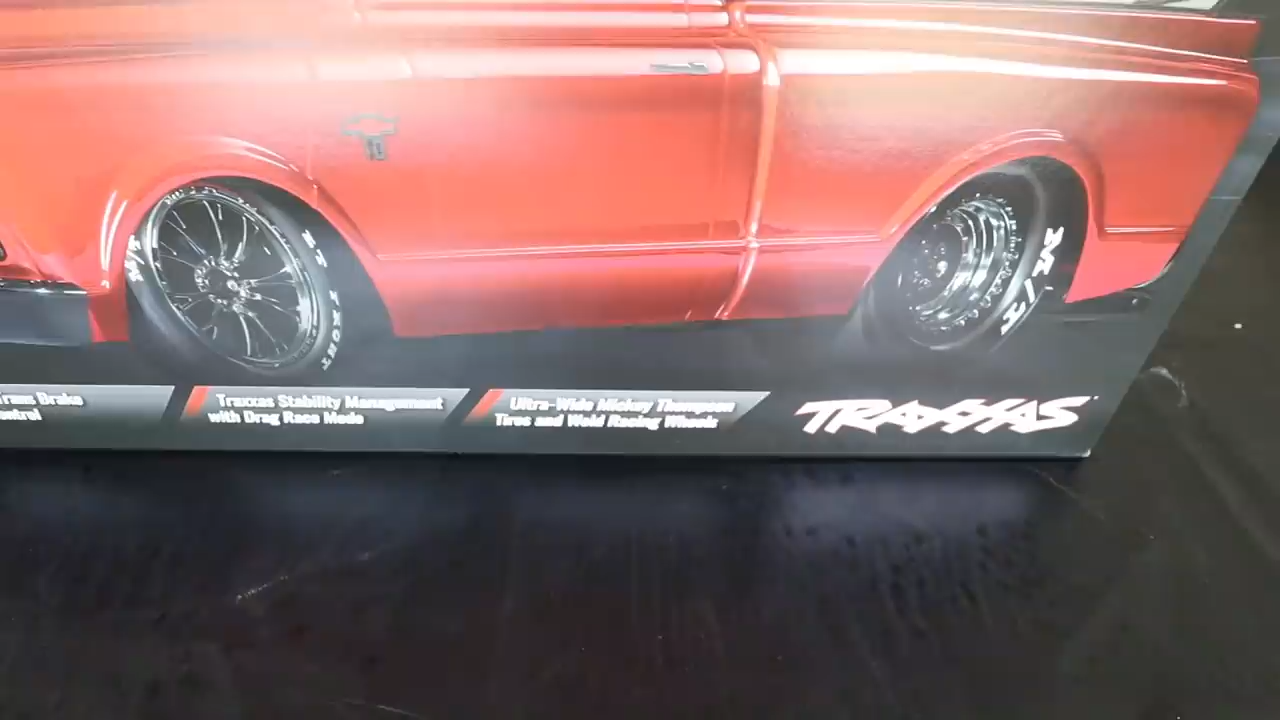 Trans Brake
Control
Traxxas Stability Management
with Drag Race Mode
Ultra-Wide Mickey Thompson
Tires and Weld Racing Wheels
TRAXXAS